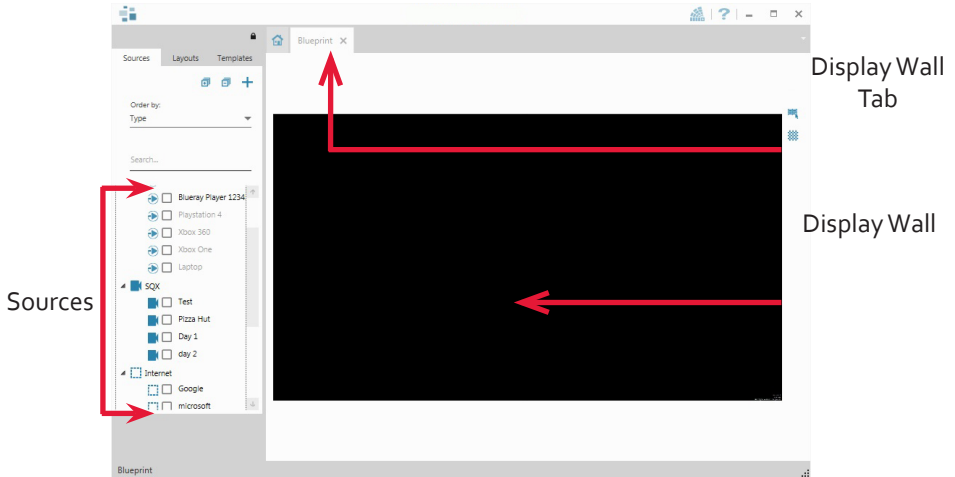 ?
Blueprint
Sources Layouts Templates
Order by:
Type
Search...
Blueray Player 1234
Playstation 4
Xbox 360
Xbox One
Laptop
SQX
Test
Pizza Hut
Day 1
day 2
Internet
Google
microsoft
Blueprint
Sources
Display Wall
Tab
Display Wall